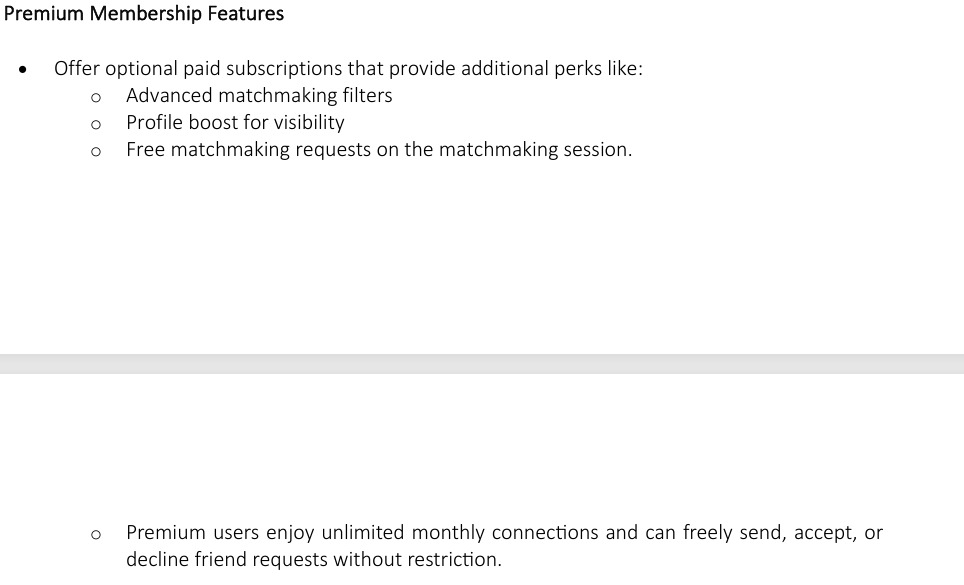 Premium Membership Features
• Offer optional paid subscriptions that provide additional perks like:
o Advanced matchmaking filters
o Profile boost for visibility
o Free matchmaking requests on the matchmaking session.
o Premium users enjoy unlimited monthly connections and can freely send, accept, or
decline friend requests without restriction.